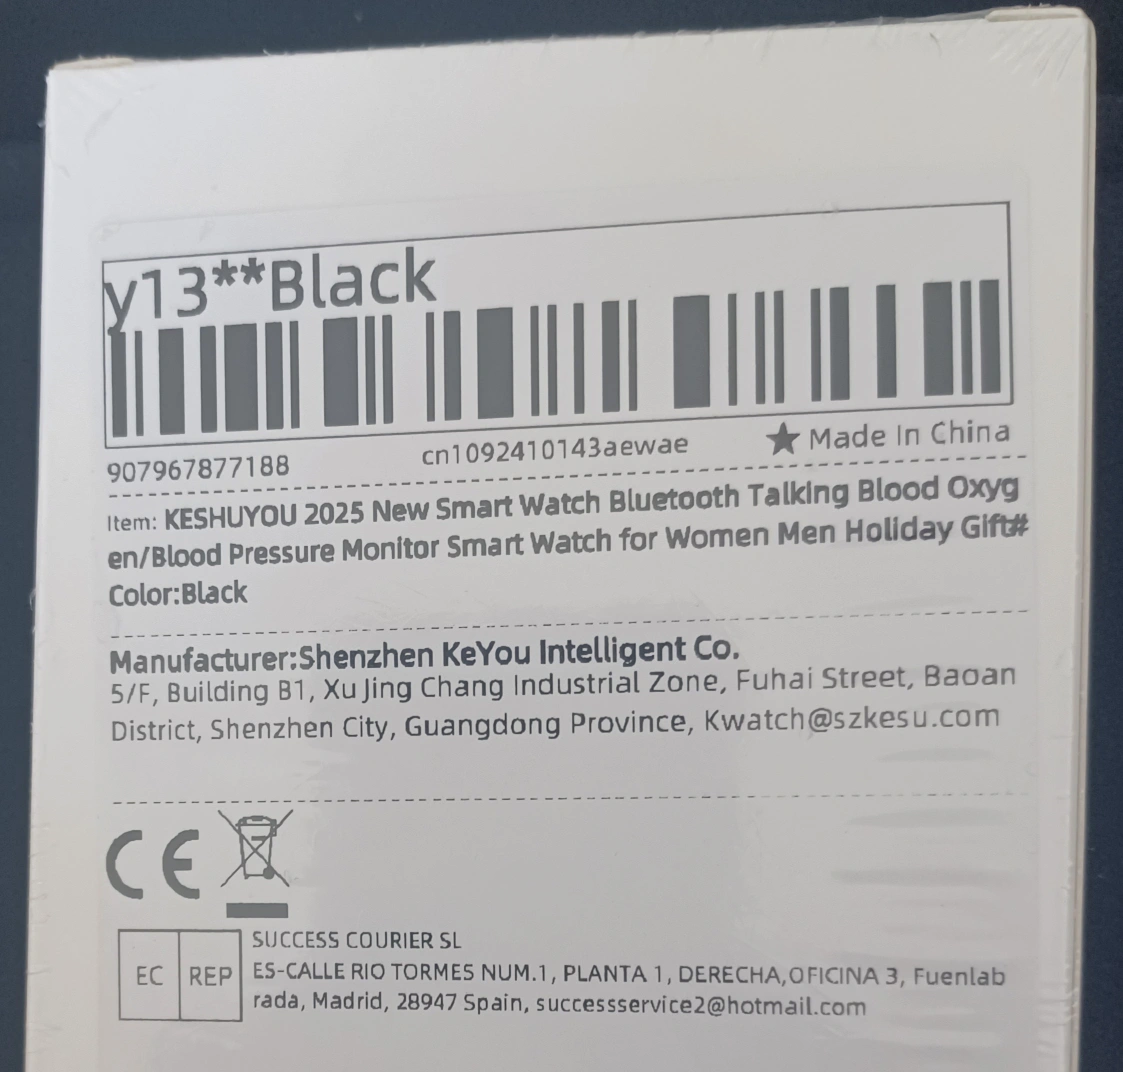 y13**Black
907967877188 cn1092410143aewae ★ Made In China
Item: KESHUYOU 2025 New Smart Watch Bluetooth Talking Blood Oxyg
en/Blood Pressure Monitor Smart Watch for Women Men Holiday Gift#
Color:Black
Manufacturer:Shenzhen KeYou Intelligent Co.
5/F, Building B1, Xu Jing Chang Industrial Zone, Fuhai Street, Baoan
District, Shenzhen City, Guangdong Province, Kwatch@szkesu.com
CE
EC REP
SUCCESS COURIER SL
ES-CALLE RIO TORMES NUM.1, PLANTA 1, DERECHA,OFICINA 3, Fuenlab
rada, Madrid, 28947 Spain, successservice2@hotmail.com